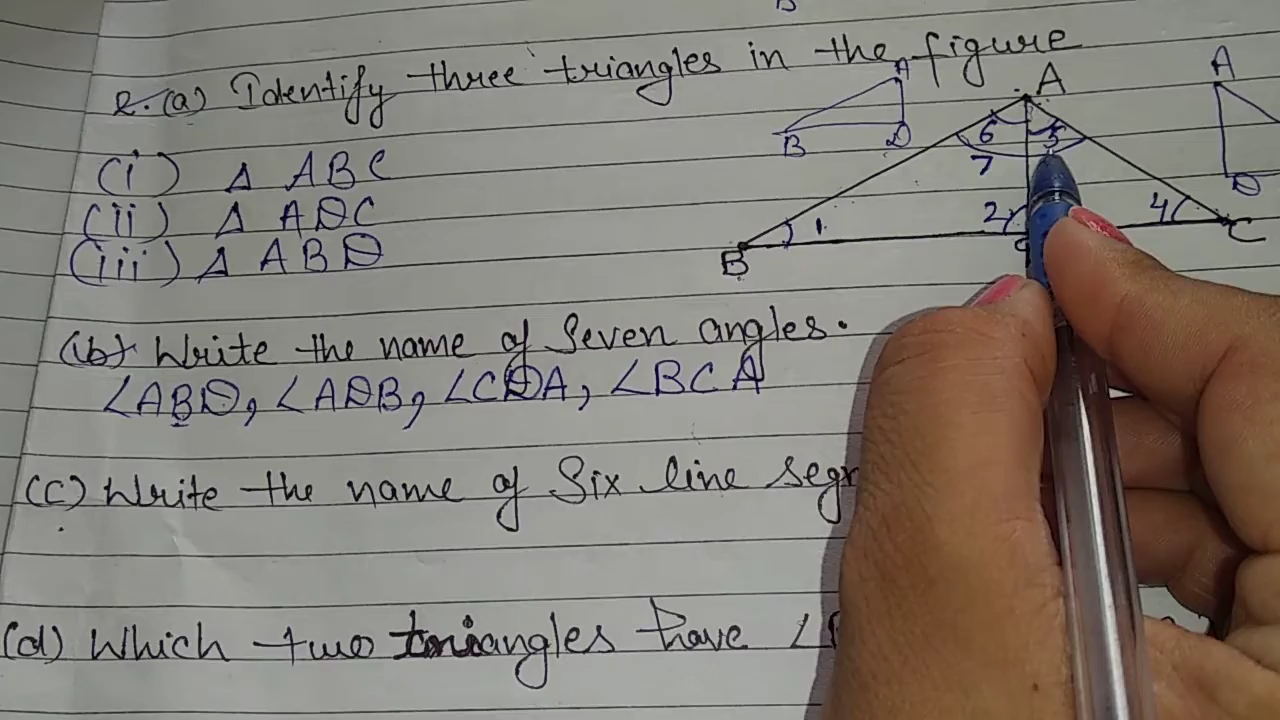 B
2. (a) Identify three triangles in the figure
(i) Δ ABC
(ii) Δ ADC
(iii) Δ ABD
A
B D
A
6 5
7
1 2 4
B C
A
D
(b) Write the name of Seven angles.
∠ABD, ∠ADB, ∠CDA, ∠BCA
(c) Write the name of Six line
(d) Which two triangles have ∠